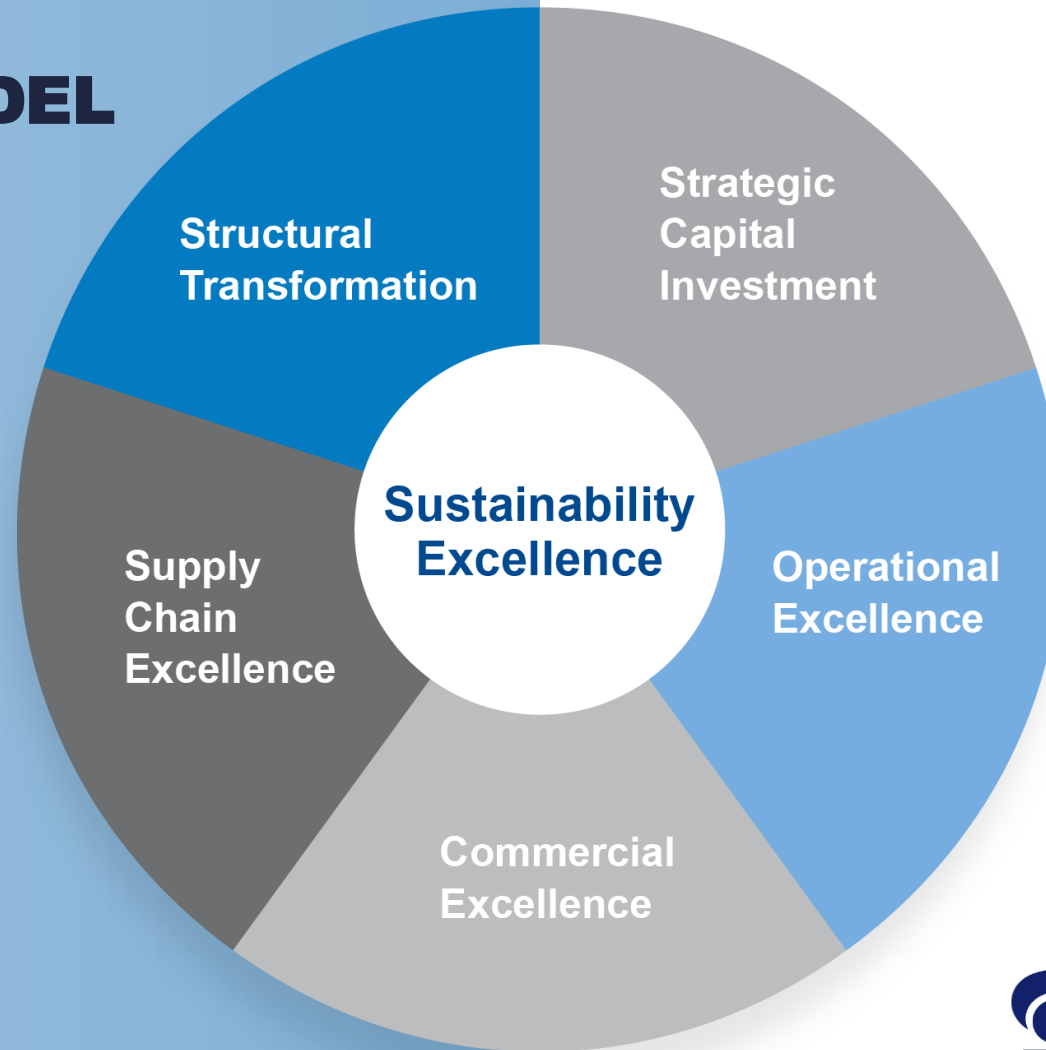 DEL
Structural
Transformation
Strategic
Capital
Investment
Sustainability
Excellence
Supply
Chain
Excellence
Operational
Excellence
Commercial
Excellence